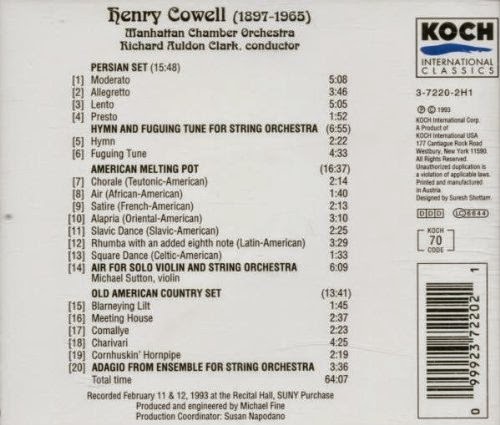 Henry Cowell (1897-1965)
Manhattan Chamber Orchestra
Richard Auldon Clark, conductor
PERSIAN SET (15:48)
[1] Moderato 5:08
[2] Allegretto 3:46
[3] Lento 5:05
[4] Presto 1:52
HYMN AND FUGUING TUNE FOR STRING ORCHESTRA (6:55)
[5] Hymn 2:22
[6] Fuguing Tune 4:33
AMERICAN MELTING POT (16:37)
[7] Chorale (Teutonic-American) 2:14
[8] Air (African-American) 1:40
[9] Satire (French-American) 2:13
[10] Alapria (Oriental-American) 3:10
[11] Slavic Dance (Slavic-American) 2:25
[12] Rhumba with an added eighth note (Latin-American) 3:29
[13] Square Dance (Celtic-American) 1:33
[14] AIR FOR SOLO VIOLIN AND STRING ORCHESTRA 6:09
Michael Sutton, violin
OLD AMERICAN COUNTRY SET (13:41)
[15] Blarneying Lilt 1:45
[16] Meeting House 2:37
[17] Comallye 2:23
[18] Charivari 4:35
[19] Cornhuskin' Hornpipe 2:19
[20] ADAGIO FROM ENSEMBLE FOR STRING ORCHESTRA 3:36
Total time 64:07
Recorded February 11 & 12, 1993 at the Recital Hall, SUNY Purchase
Produced and engineered by Michael Fine
Production Coordinator: Susan Napodano
KOCH
INTERNATIONAL
CLASSICS
3-7220-2H1
Ⓟ © 1993
KOCH International Corp.
A Product of
KOCH International USA
177 Cantiague Rock Road
Westbury, New York 11590.
Unauthorized duplication is
a violation of applicable laws.
Printed and manufactured
in Austria.
Designed by Suresh Shottam.
DDD LC 6644
KOCH
70
CODE
0 99923 72202 1